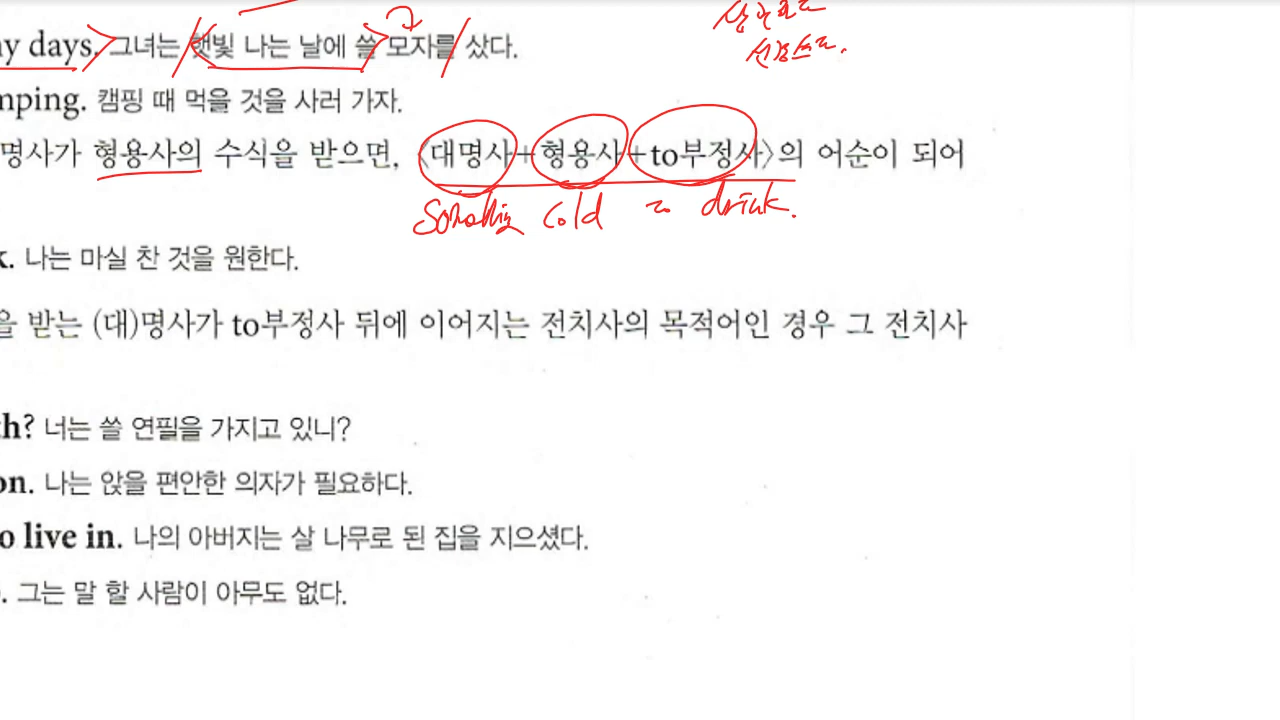 ny days. 그녀는 햇빛 나는 날에 쓸 모자를 샀다.
mping. 캠핑 때 먹을 것을 사러 가자.
명사가 형용사의 수식을 받으면, 〈대명사+형용사+to부정사〉의 어순이 되어
cold to drink.
k. 나는 마실 찬 것을 원한다.
을 받는 (대)명사가 to부정사 뒤에 이어지는 전치사의 목적어인 경우 그 전치사
th? 너는 쓸 연필을 가지고 있니?
on. 나는 앉을 편안한 의자가 필요하다.
o live in. 나의 아버지는 살 나무로 된 집을 지으셨다.
. 그는 말 할 사람이 아무도 없다.